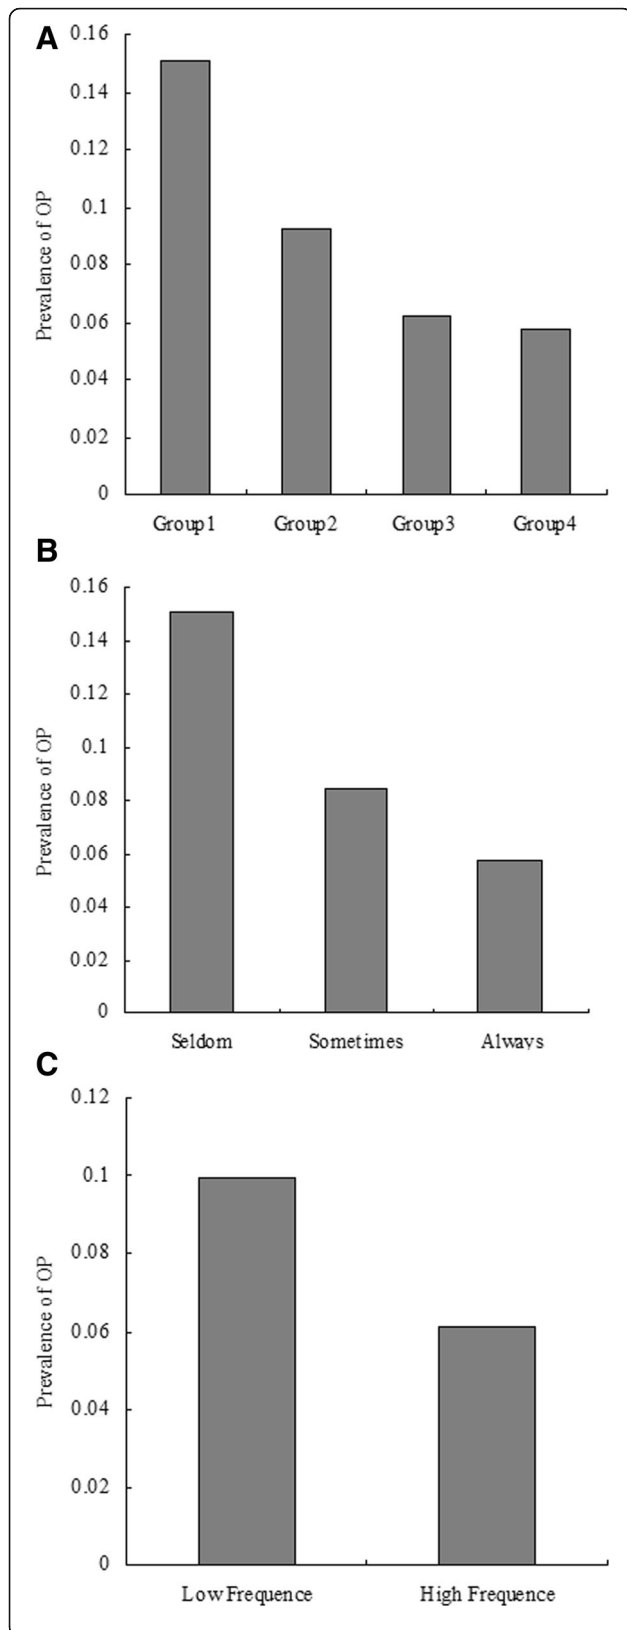 A
0.16
0.14
0.12
0.1
0.08
0.06
0.04
0.02
0
Prevalence of OP
Group1 Group2 Group3 Group4
B
0.16
0.14
0.12
0.1
0.08
0.06
0.04
0.02
0
Prevalence of OP
Seldom Sometimes Always
C
0.12
0.1
0.08
0.06
0.04
0.02
0
Prevalence of OP
Low Frequence High Frequence